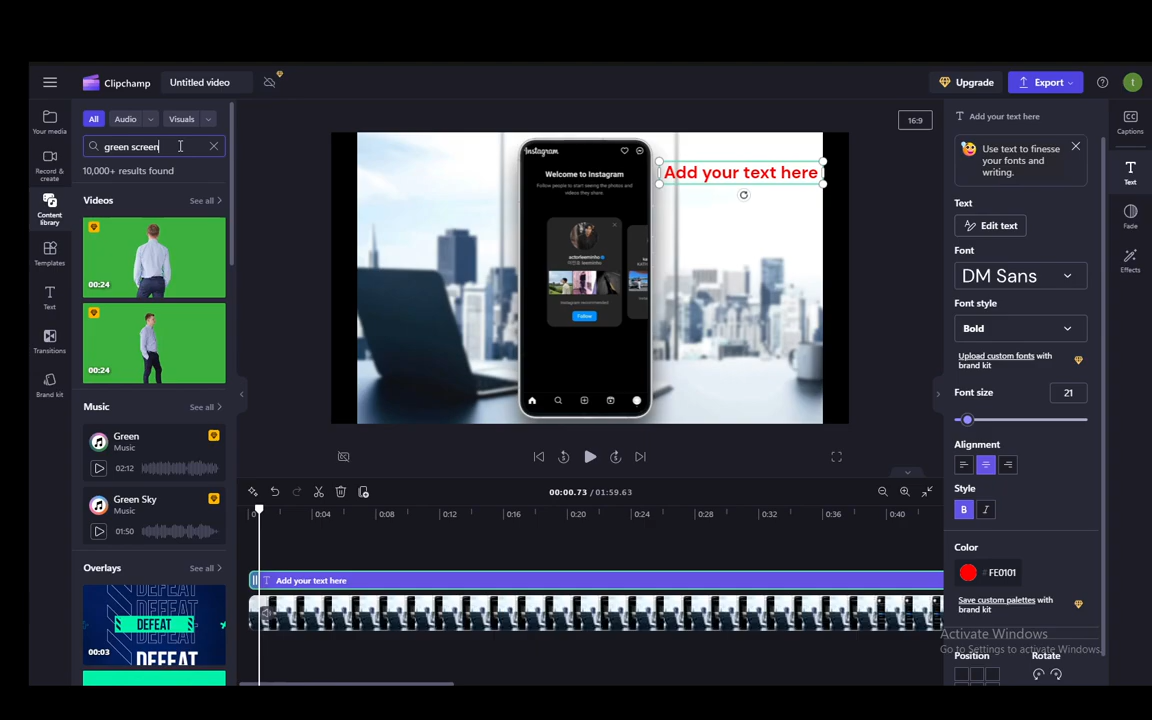 Clipchamp
Untitled video
Upgrade
Export
t
Your media
Record &
create
Content
library
Templates
Text
Transitions
Brand kit
All
Audio
Visuals
green screen
10,000+ results found
Videos
See all
00:24
00:24
Music
See all
Green
Music
02:12
Green Sky
Music
01:50
Overlays
See all
DEFEAT
DEFEAT
DEFEAT
DEFEAT
00:03
16:9
Instagram
Welcome to Instagram
Follow people to start seeing the photos and
videos they share
actorleeminho
Instagram recommended
Follow
Add your text here
00:00.73 / 01:59.63
0
0:04
0:08
0:12
0:16
0:20
0:24
0:28
0:32
0:36
0:40
T Add your text here
T Add your text here
Use text to finesse
your fonts and
writing.
Text
Edit text
Font
DM Sans
Font style
Bold
Upload custom fonts with
brand kit
Font size
21
Alignment
Style
B
I
Color
# FE0101
Save custom palettes with
brand kit
Activate Windows
Go to Settings to activate Windows.
Position
Rotate
Captions
Text
Fade
Effects